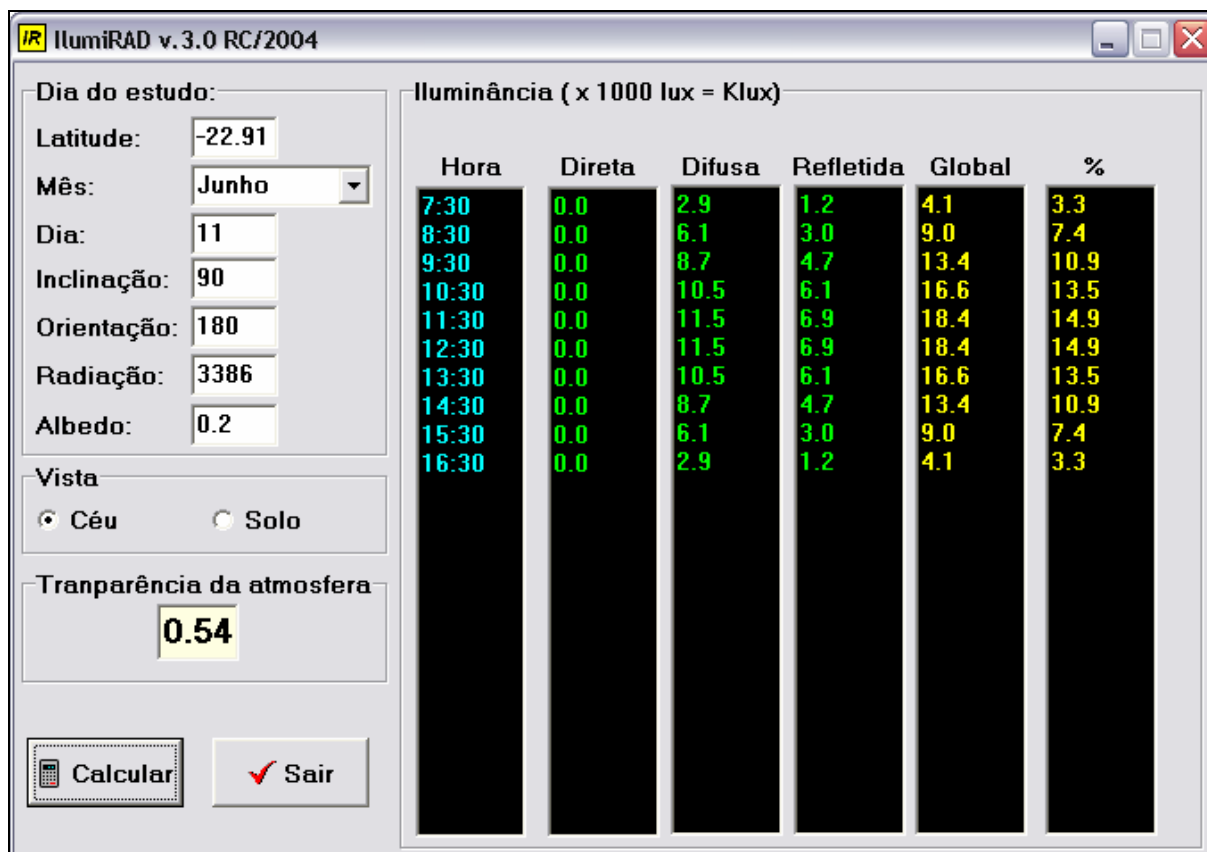 IR IlumiRAD v.3.0 RC/2004
Dia do estudo:
Latitude: -22.91
Mês: Junho
Dia: 11
Inclinação: 90
Orientação: 180
Radiação: 3386
Albedo: 0.2
Vista
Céu Solo
Tranparência da atmosfera
0.54
Calcular Sair
Iluminância ( x 1000 lux = Klux)
Hora Direta Difusa Refletida Global %
7:30 0.0 2.9 1.2 4.1 3.3
8:30 0.0 6.1 3.0 9.0 7.4
9:30 0.0 8.7 4.7 13.4 10.9
10:30 0.0 10.5 6.1 16.6 13.5
11:30 0.0 11.5 6.9 18.4 14.9
12:30 0.0 11.5 6.9 18.4 14.9
13:30 0.0 10.5 6.1 16.6 13.5
14:30 0.0 8.7 4.7 13.4 10.9
15:30 0.0 6.1 3.0 9.0 7.4
16:30 0.0 2.9 1.2 4.1 3.3